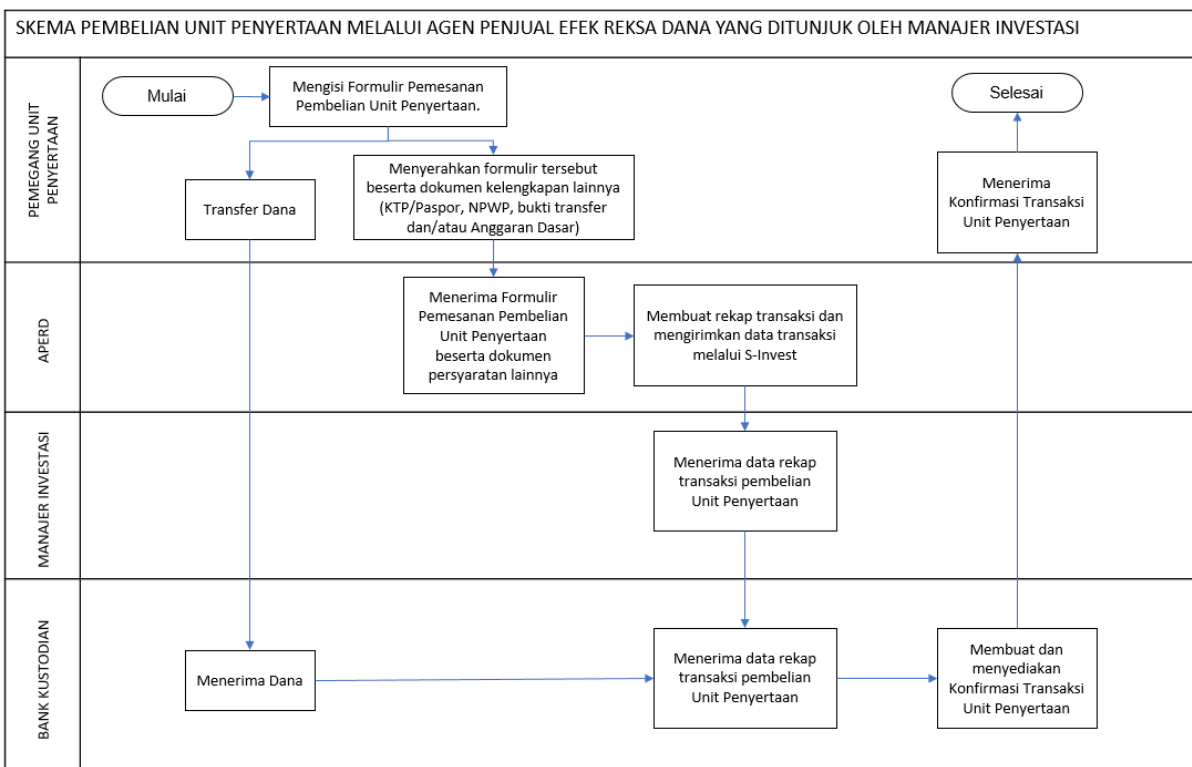 SKEMA PEMBELIAN UNIT PENYERTAAN MELALUI AGEN PENJUAL EFEK REKSA DANA YANG DITUNJUK OLEH MANAJER INVESTASI
PEMEGANG UNIT
PENYERTAAN
Mulai
Mengisi Formulir Pemesanan
Pembelian Unit Penyertaan.
Selesai
Transfer Dana
Menyerahkan formulir tersebut
beserta dokumen kelengkapan lainnya
(KTP/Paspor, NPWP, bukti transfer
dan/atau Anggaran Dasar)
Menerima
Konfirmasi Transaksi
Unit Penyertaan
APERD
Menerima Formulir
Pemesanan Pembelian
Unit Penyertaan
beserta dokumen
persyaratan lainnya
Membuat rekap transaksi dan
mengirimkan data transaksi
melalui S-Invest
MANAJER INVESTASI
Menerima data rekap
transaksi pembelian
Unit Penyertaan
BANK KUSTODIAN
Menerima Dana
Menerima data rekap
transaksi pembelian
Unit Penyertaan
Membuat dan
menyediakan
Konfirmasi Transaksi
Unit Penyertaan